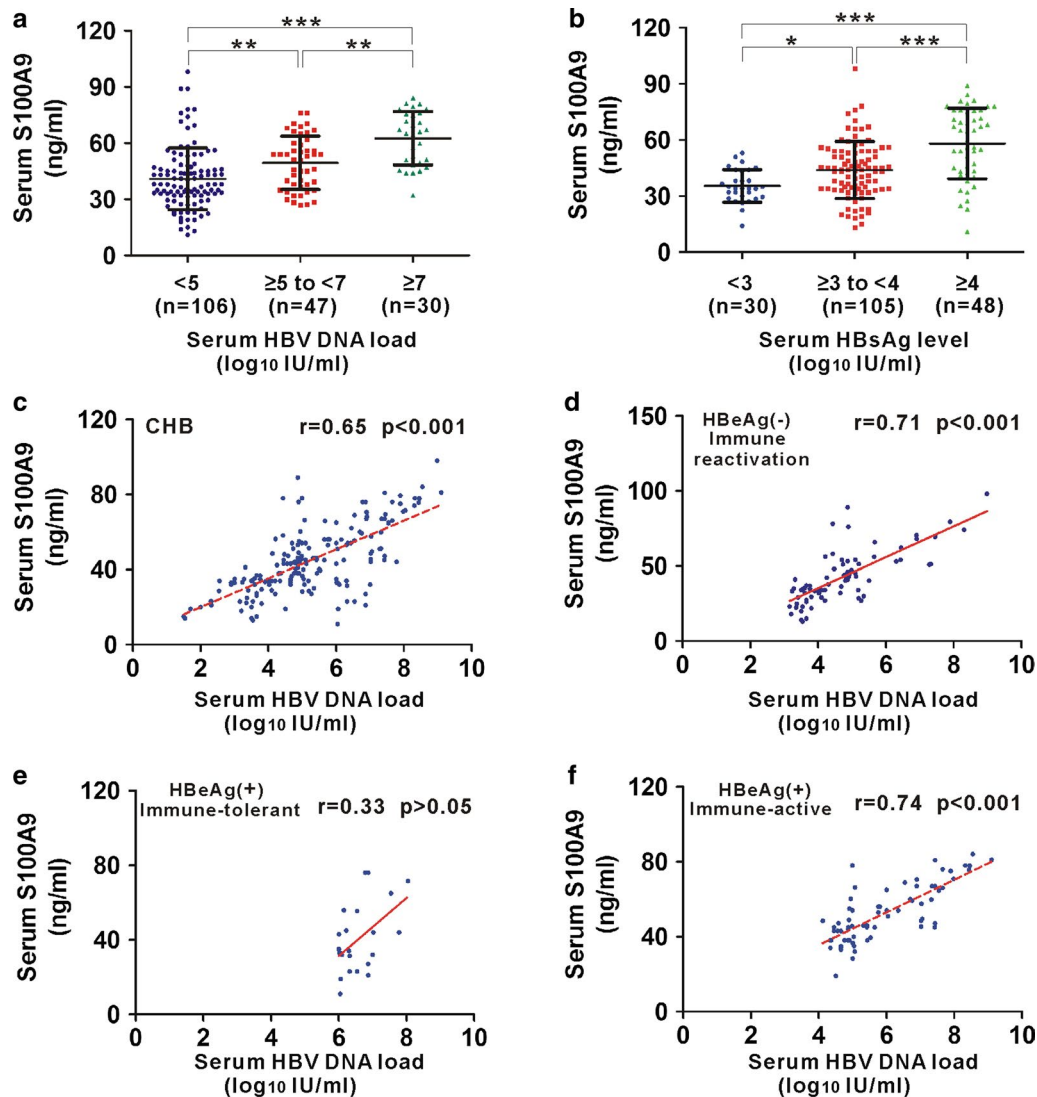 a
Serum S100A9
(ng/ml)
120
90
60
30
0
***
**
**
<5
(n=106)
≥5 to <7
(n=47)
≥7
(n=30)
Serum HBV DNA load
(log10 IU/ml)
b
Serum S100A9
(ng/ml)
120
90
60
30
0
***
*
***
<3
(n=30)
≥3 to <4
(n=105)
≥4
(n=48)
Serum HBsAg level
(log10 IU/ml)
c
Serum S100A9
(ng/ml)
120
80
40
0
CHB
r=0.65 p<0.001
0 2 4 6 8 10
Serum HBV DNA load
(log10 IU/ml)
d
Serum S100A9
(ng/ml)
150
100
50
0
HBeAg(-)
Immune
reactivation
r=0.71 p<0.001
0 2 4 6 8 10
Serum HBV DNA load
(log10 IU/ml)
e
Serum S100A9
(ng/ml)
120
80
40
0
HBeAg(+)
Immune-tolerant
r=0.33 p>0.05
0 2 4 6 8 10
Serum HBV DNA load
(log10 IU/ml)
f
Serum S100A9
(ng/ml)
120
80
40
0
HBeAg(+)
Immune-active
r=0.74 p<0.001
0 2 4 6 8 10
Serum HBV DNA load
(log10 IU/ml)